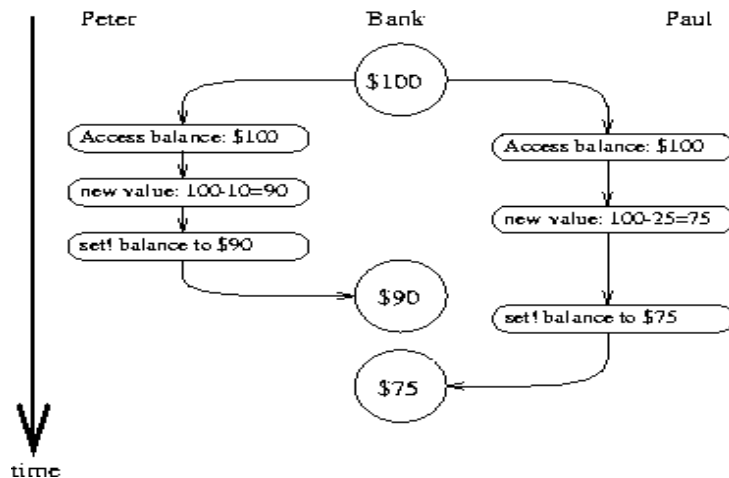 Peter Bank Paul
$100
Access balance: $100
Access balance: $100
new value: 100-10=90
new value: 100-25=75
set! balance to $90
$90
set! balance to $75
$75
time